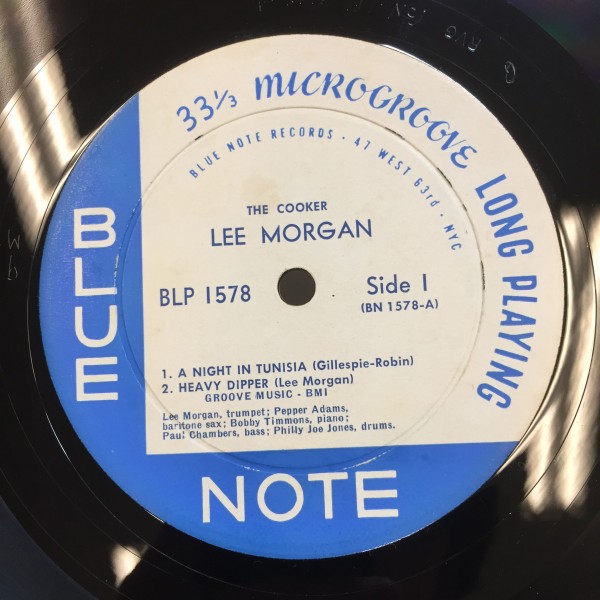 33⅓ MICROGROOVE LONG PLAYING
BLUE NOTE RECORDS · 47 WEST 63rd · NYC
THE COOKER
LEE MORGAN
BLP 1578
Side 1
(BN 1578-A)
1. A NIGHT IN TUNISIA (Gillespie-Robin)
2. HEAVY DIPPER (Lee Morgan)
GROOVE MUSIC - BMI
Lee Morgan, trumpet; Pepper Adams,
baritone sax; Bobby Timmons, piano;
Paul Chambers, bass; Philly Joe Jones, drums.
BLUE
NOTE
RVG